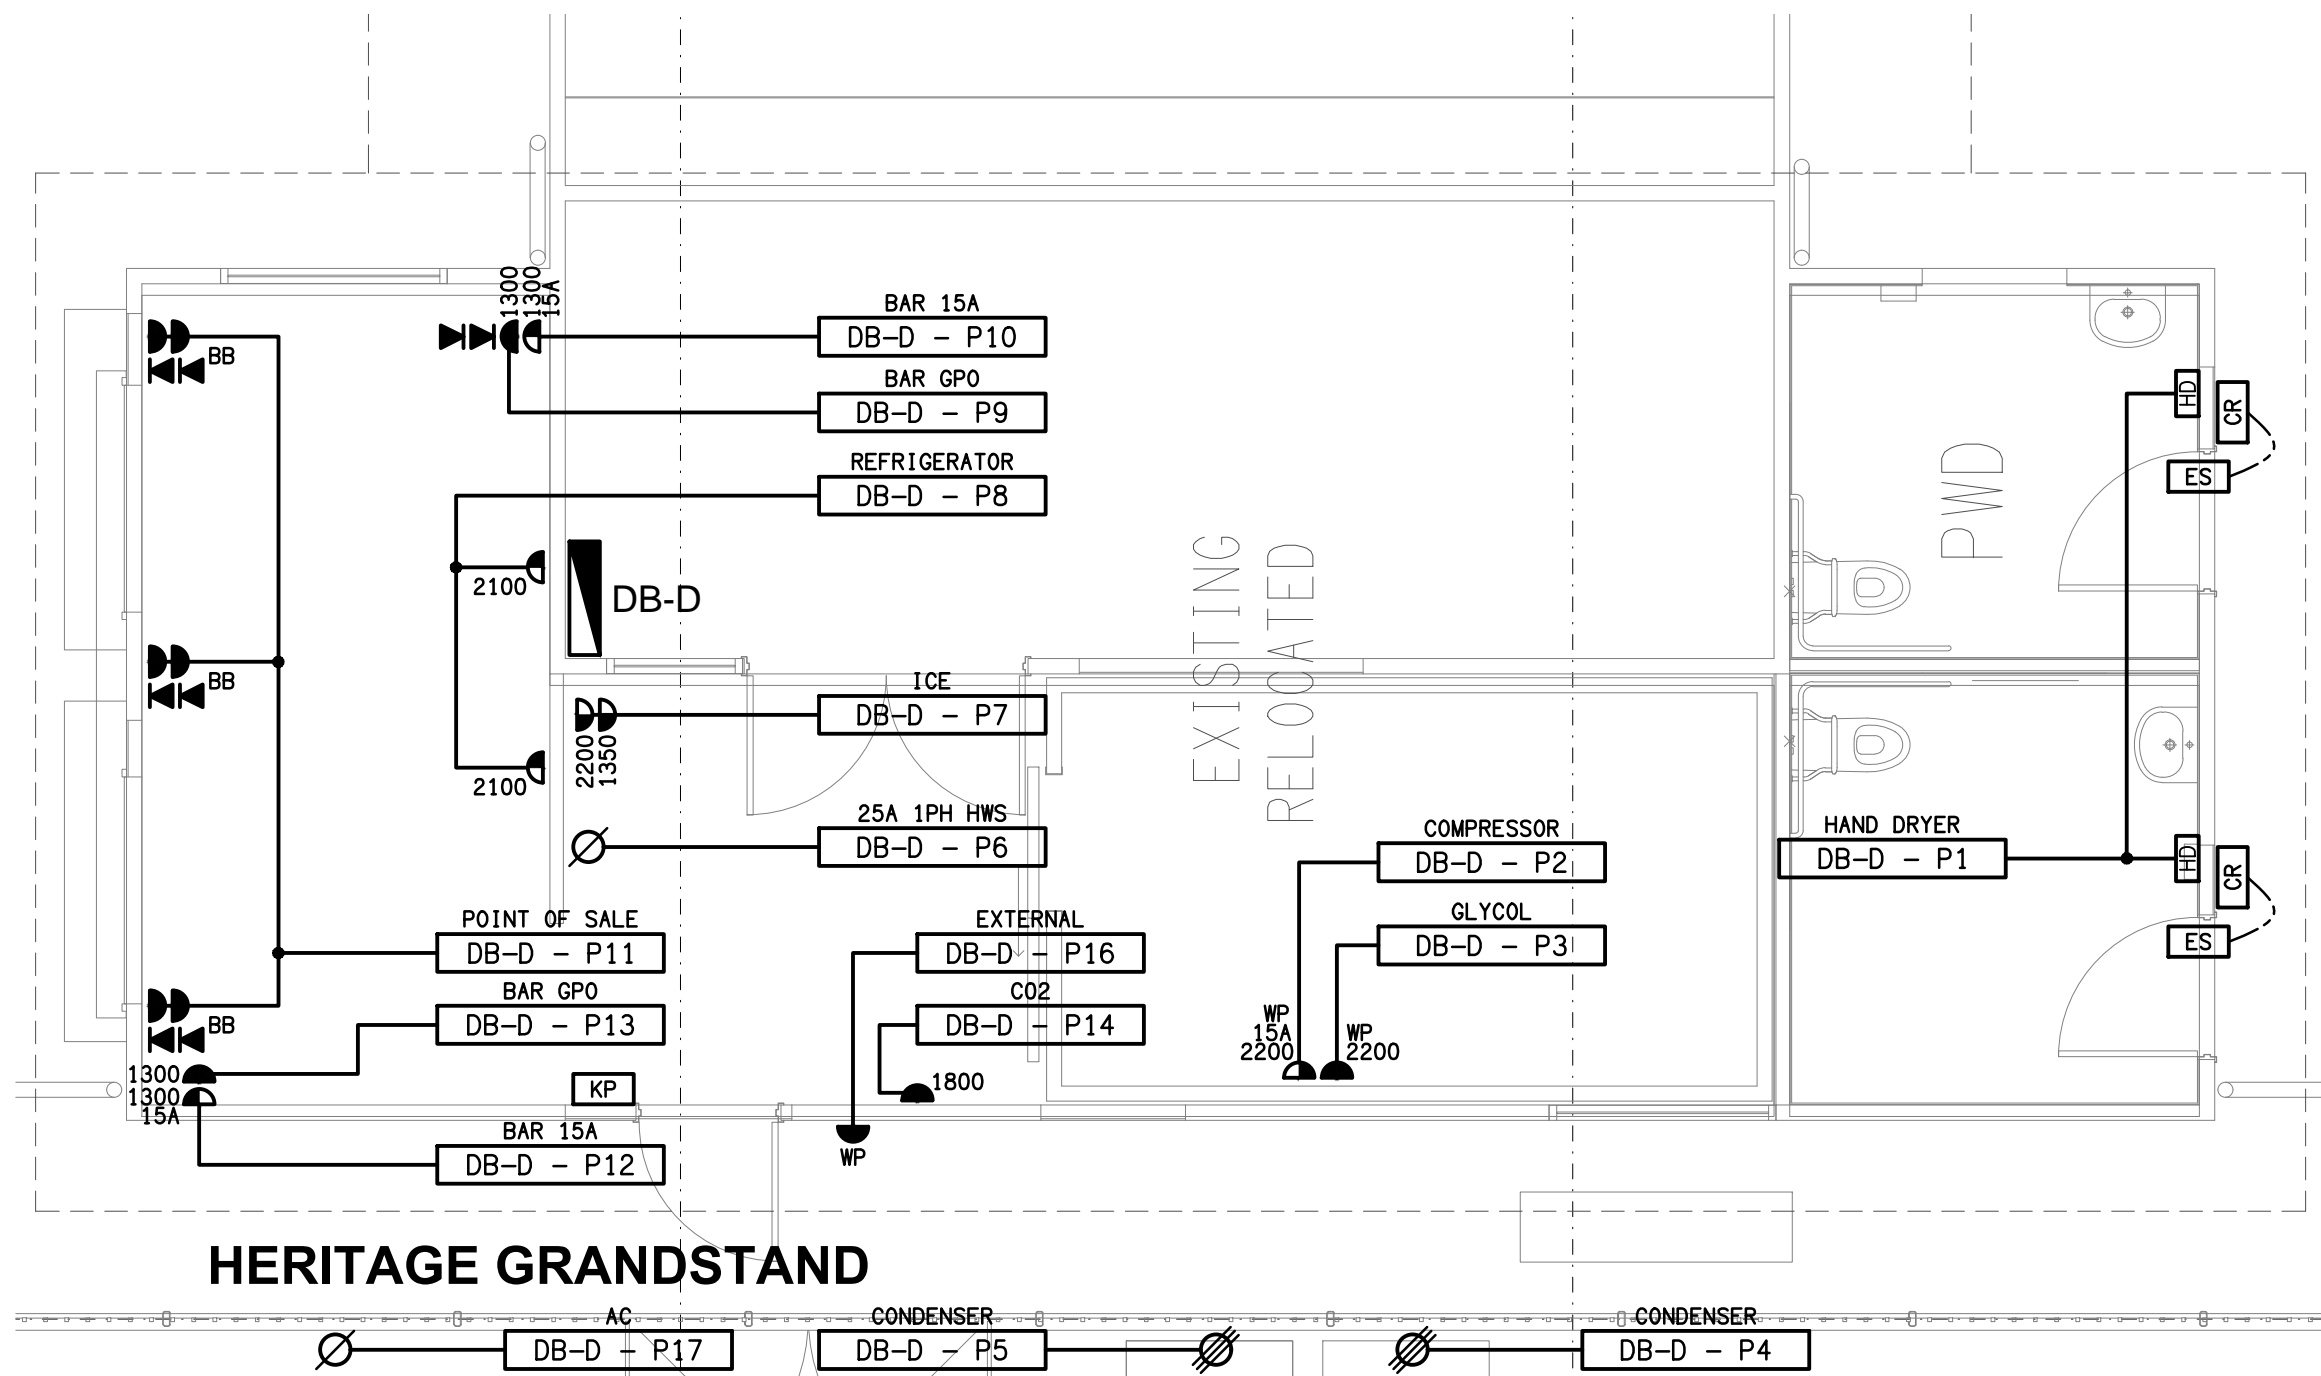 1300
1300
15A
BAR 15A
DB-D - P10
BB
BAR GPO
DB-D - P9
HD
CR
REFRIGERATOR
DB-D - P8
ES
PWD
2100
DB-D
EXISTING
RELOCATED
BB
ICE
DB-D - P7
2200
1350
2100
25A 1PH HWS
DB-D - P6
COMPRESSOR
DB-D - P2
HAND DRYER
DB-D - P1
HD
CR
POINT OF SALE
DB-D - P11
EXTERNAL
DB-D - P16
GLYCOL
DB-D - P3
ES
BAR GPO
DB-D - P13
CO2
DB-D - P14
BB
WP
15A
2200
WP
2200
1300
1300
15A
KP
1800
BAR 15A
DB-D - P12
WP
HERITAGE GRANDSTAND
AC
DB-D - P17
CONDENSER
DB-D - P5
CONDENSER
DB-D - P4